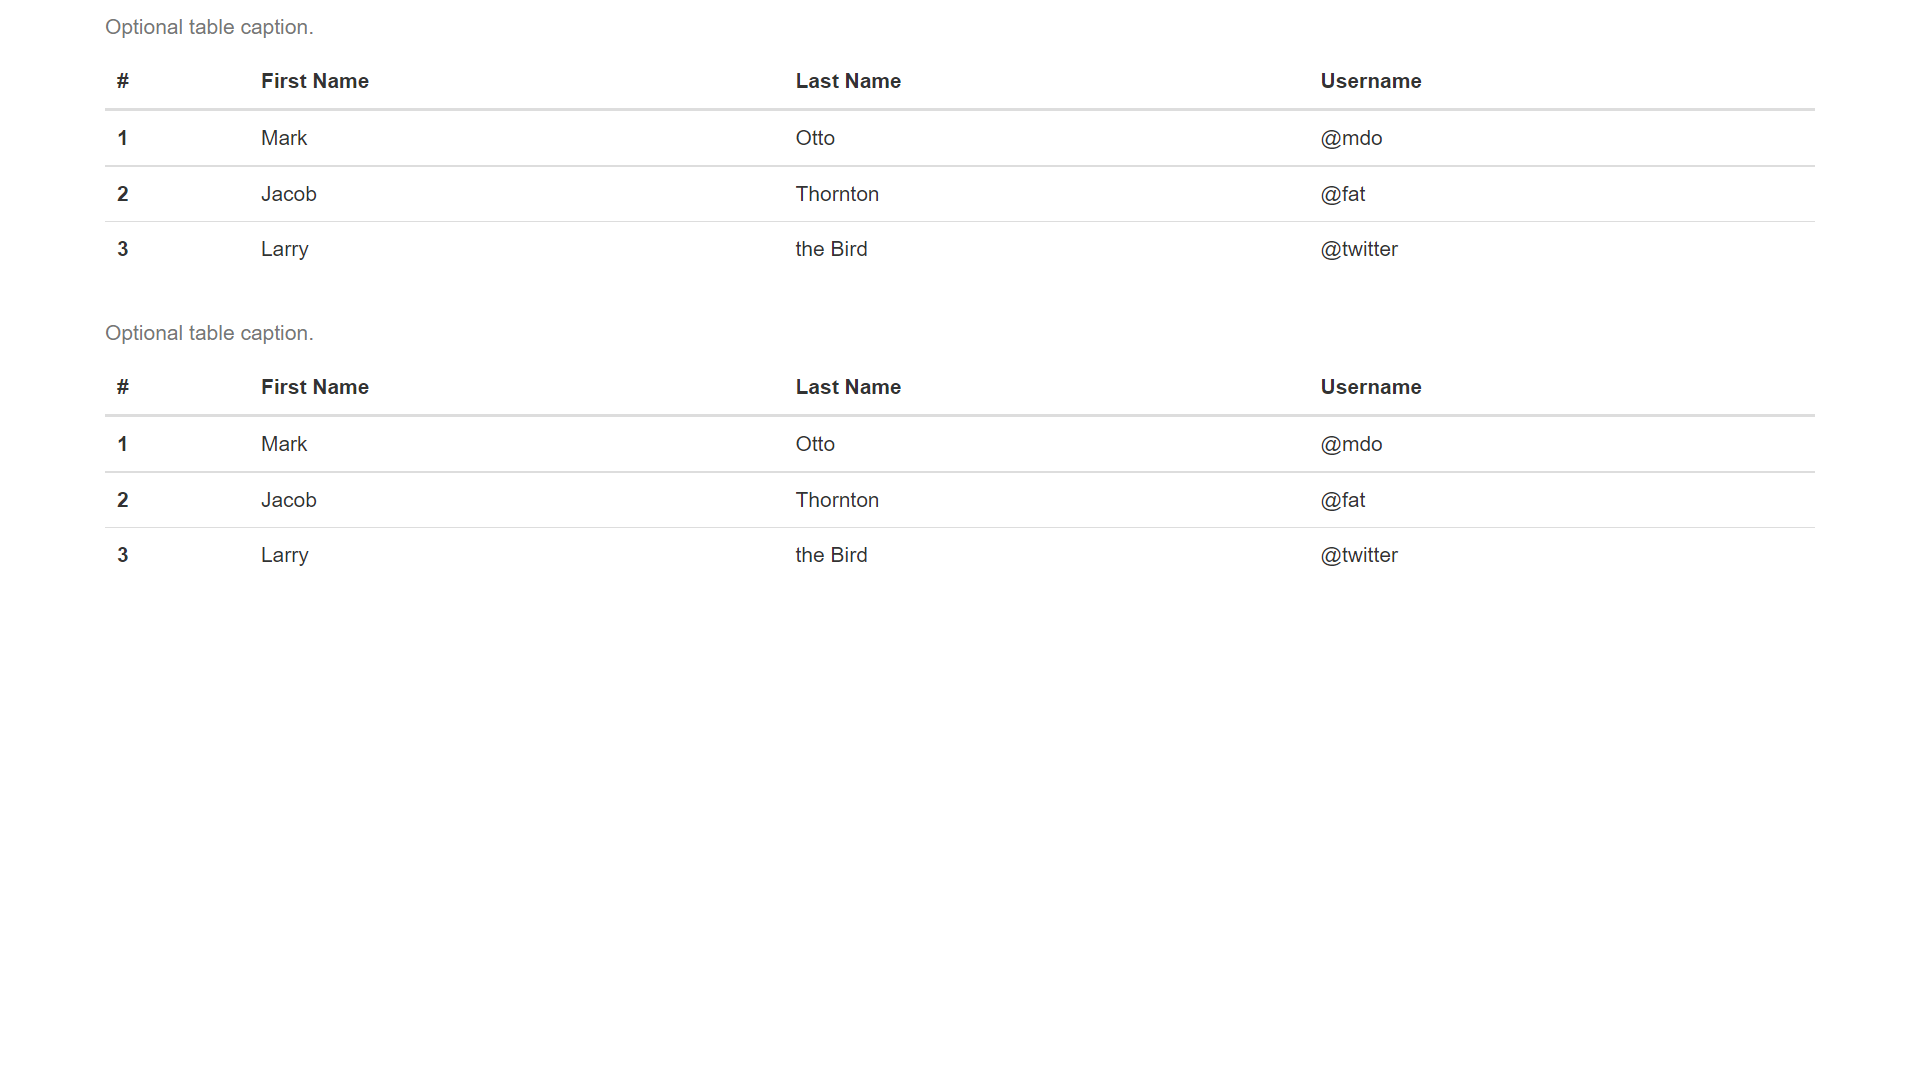 Optional table caption.
# First Name Last Name Username
1 Mark Otto @mdo
2 Jacob Thornton @fat
3 Larry the Bird @twitter
Optional table caption.
# First Name Last Name Username
1 Mark Otto @mdo
2 Jacob Thornton @fat
3 Larry the Bird @twitter